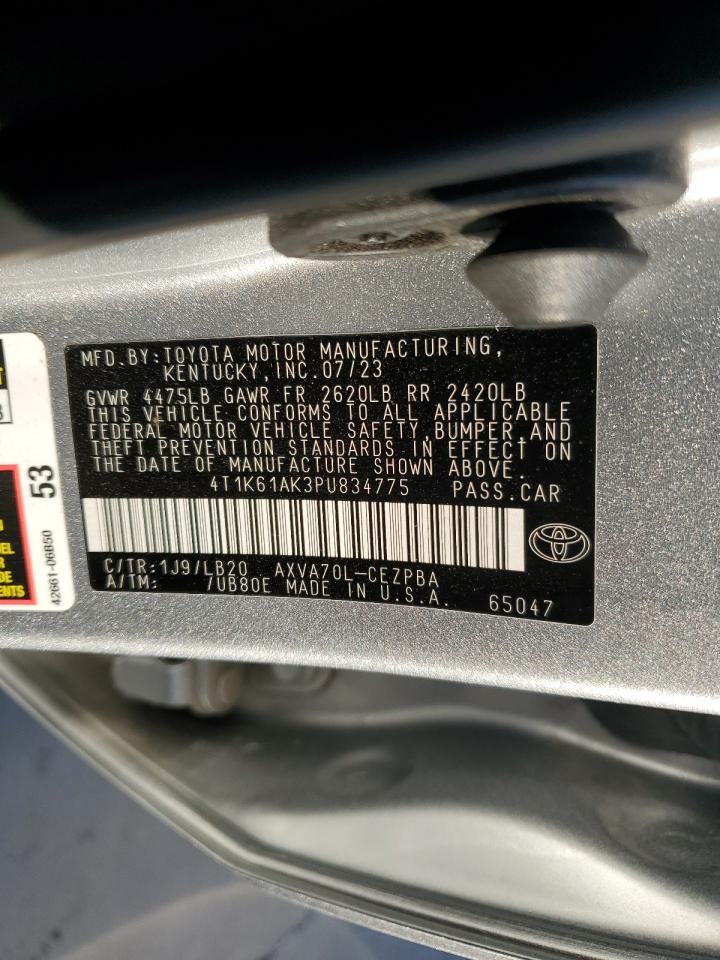 MFD. BY: TOYOTA MOTOR MANUFACTURING,
KENTUCKY, INC. 07/23
GVWR 4475LB GAWR FR 2620LB RR 2420LB
THIS VEHICLE CONFORMS TO ALL APPLICABLE
FEDERAL MOTOR VEHICLE SAFETY, BUMPER, AND
THEFT PREVENTION STANDARDS IN EFFECT ON
THE DATE OF MANUFACTURE SHOWN ABOVE.
4T1K61AK3PU834775 PASS. CAR
C/TR: 1J9/LB20 AXVA70L-CEZPBA
A/TM: 7UB80E MADE IN U.S.A. 65047
53
42661-06B50